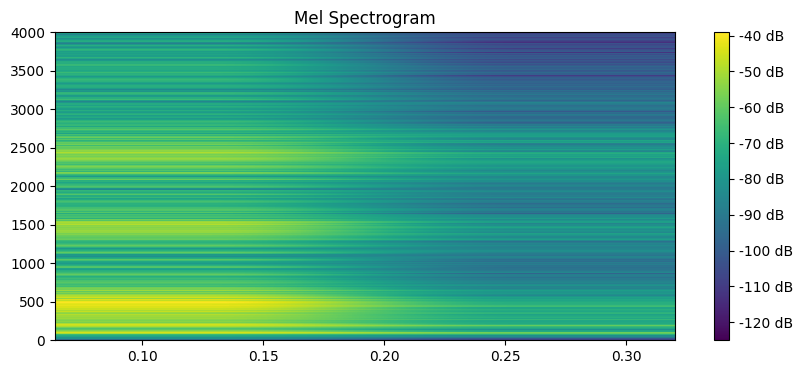 Mel Spectrogram
4000
3500
3000
2500
2000
1500
1000
500
0
0.10 0.15 0.20 0.25 0.30
-40 dB
-50 dB
-60 dB
-70 dB
-80 dB
-90 dB
-100 dB
-110 dB
-120 dB